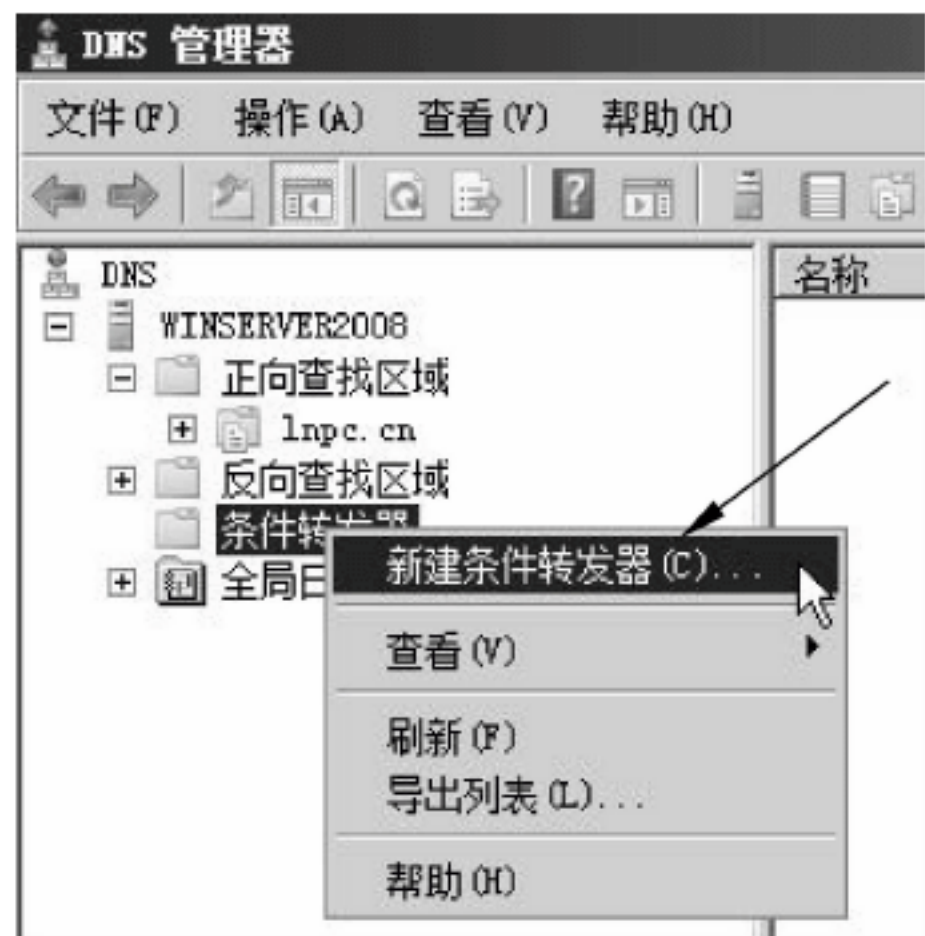 DNS 管理器
文件(F) 操作(A) 查看(V) 帮助(H)
DNS
名称
WINSERVER2008
正向查找区域
lnpc.cn
反向查找区域
条件转发器
新建条件转发器(C)...
全局日
查看(V)
刷新(F)
导出列表(L)...
帮助(H)